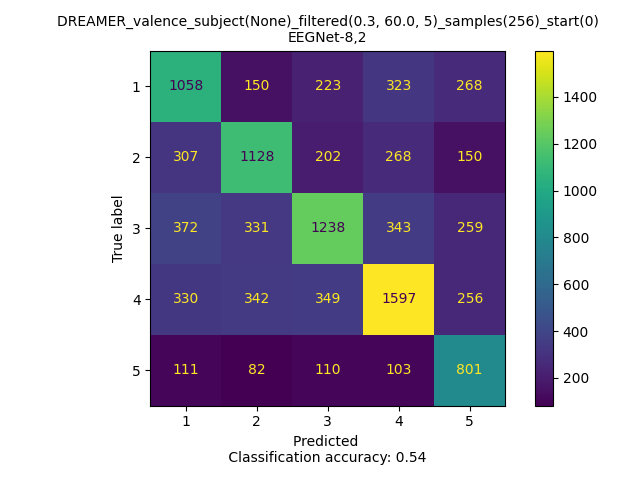 DREAMER_valence_subject(None)_filtered(0.3, 60.0, 5)_samples(256)_start(0)
EEGNet-8,2
1 1058 150 223 323 268
2 307 1128 202 268 150
3 372 331 1238 343 259
4 330 342 349 1597 256
5 111 82 110 103 801
1 2 3 4 5
True label
Predicted
Classification accuracy: 0.54
1400
1200
1000
800
600
400
200